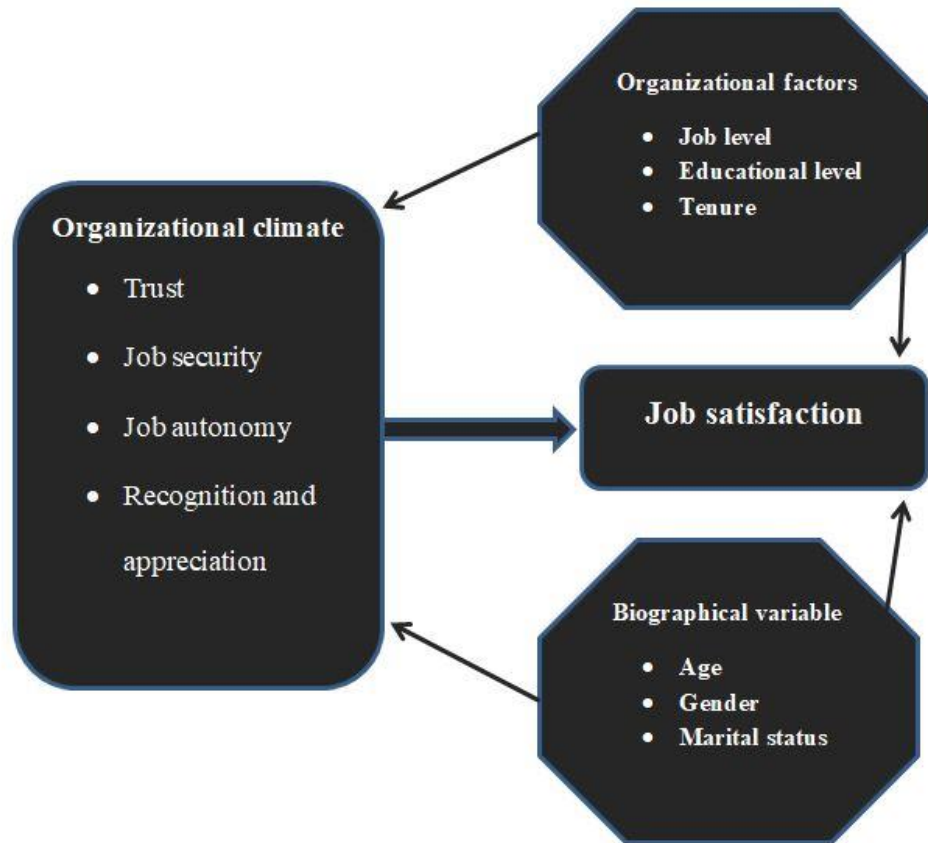 Organizational climate
• Trust
• Job security
• Job autonomy
• Recognition and
appreciation
Organizational factors
• Job level
• Educational level
• Tenure
Job satisfaction
Biographical variable
• Age
• Gender
• Marital status